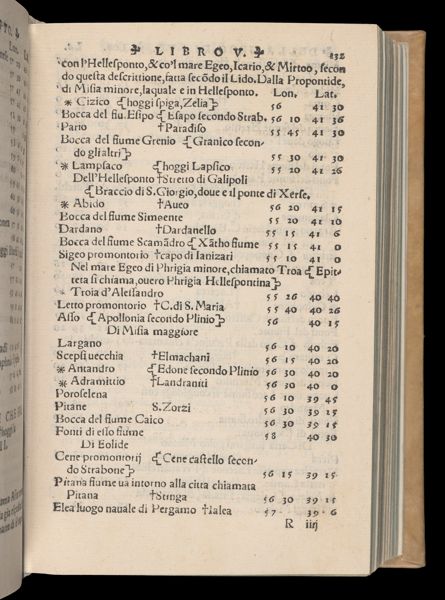 LIBRO V. 132
con l'Hellesponto, & co'l mare Egeo, Icario, & Mirtoo, secon
do questa descrittione, fatta secōdo il Lido. Dalla Propontide,
di Misia minore, laquale e in Hellesponto. Lon. Lat.
* Cizico {hoggi spiga, Zelia} 56 41 30
Bocca del fiu. Esipo {Esapo secondo Strab. 56 10 41 36
Pario †Paradiso 55 45 41 30
Bocca del fiume Grenio {Granico secon-
do gli altri} 55 30 41 30
* Lampsaco {hoggi Lapsico 55 20 41 26
Dell'Hellesponto †Stretto di Galipoli
{Braccio di S. Giorgio, doue e il ponte di Xerse.
* Abido †Aueo 56 20 41 15
Bocca del fiume Simoente 55 20 41 10
Dardano †Dardanello 55 15 41 6
Bocca del fiume Scamādro {Xātho fiume 55 15 41 0
Sigeo promontorio †capo di Ianizari 55 10 41 0
Nel mare Egeo di Phrigia minore, chiamato Troa {Epit-
teta si chiama, ouero Phrigia Hellespontina}
* Troia d'Alessandro 55 26 40 40
Letto promontorio †C. di S. Maria 55 40 40 26
Asso {Apollonia secondo Plinio} 56 40 15
Di Misia maggiore
Largano 56 10 40 20
Scepsi uecchia †Elmachani 56 15 40 20
* Antandro {Edone secondo Plinio 56 30 40 20
* Adramittio †Landraniti 56 30 40 0
Poroselena 56 10 39 45
Pitane S. Zorzi 56 30 39 15
Bocca del fiume Caico 56 30 39 15
Fonti di esso fiume 58 40 30
Di Eolide
Cene promontorij {Cene castello secon-
do Strabone} 56 15 39 15
Pitana fiume ua intorno alla citta chiamata
Pitana †Stinga 56 30 39 15
Elea luogo nauale di Pergamo †Ialea 57 39 6
R iiij